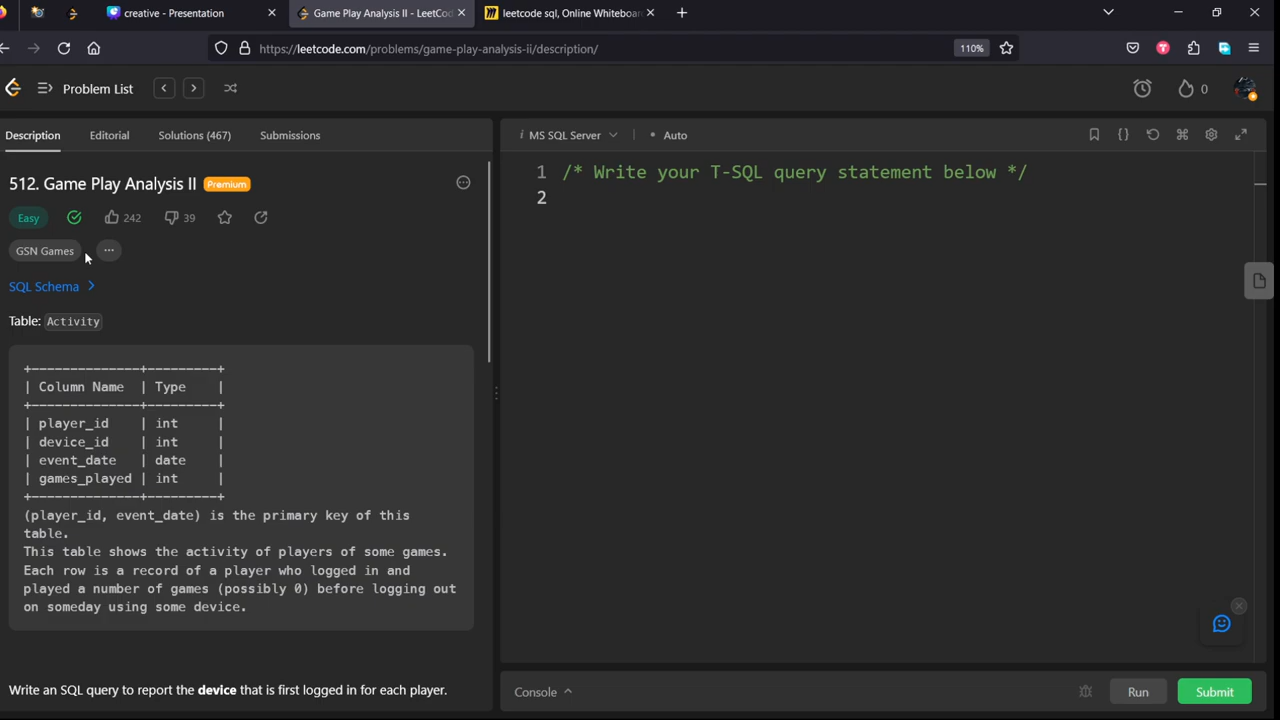 creative - Presentation
Game Play Analysis II - LeetCod
leetcode sql, Online Whiteboar
https://leetcode.com/problems/game-play-analysis-ii/description/
110%
Problem List
0
Description Editorial Solutions (467) Submissions
512. Game Play Analysis II Premium
Easy 242 39
GSN Games
SQL Schema
Table: Activity
+--------------+---------+
| Column Name  | Type    |
+--------------+---------+
| player_id    | int     |
| device_id    | int     |
| event_date   | date    |
| games_played | int     |
+--------------+---------+
(player_id, event_date) is the primary key of this
table.
This table shows the activity of players of some games.
Each row is a record of a player who logged in and
played a number of games (possibly 0) before logging out
on someday using some device.
Write an SQL query to report the device that is first logged in for each player.
i MS SQL Server • Auto
1 /* Write your T-SQL query statement below */
2
Console Run Submit